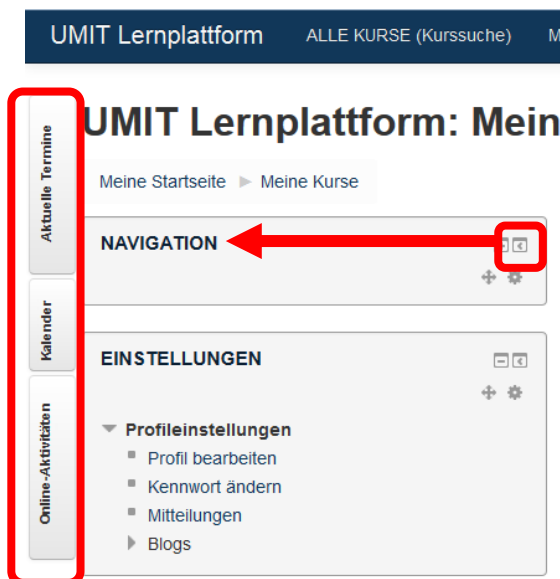 UMIT Lernplattform ALLE KURSE (Kurssuche) M
UMIT Lernplattform: Mein
Meine Startseite Meine Kurse
Aktuelle Termine
Kalender
Online-Aktivitäten
NAVIGATION
EINSTELLUNGEN
Profileinstellungen
Profil bearbeiten
Kennwort ändern
Mitteilungen
Blogs